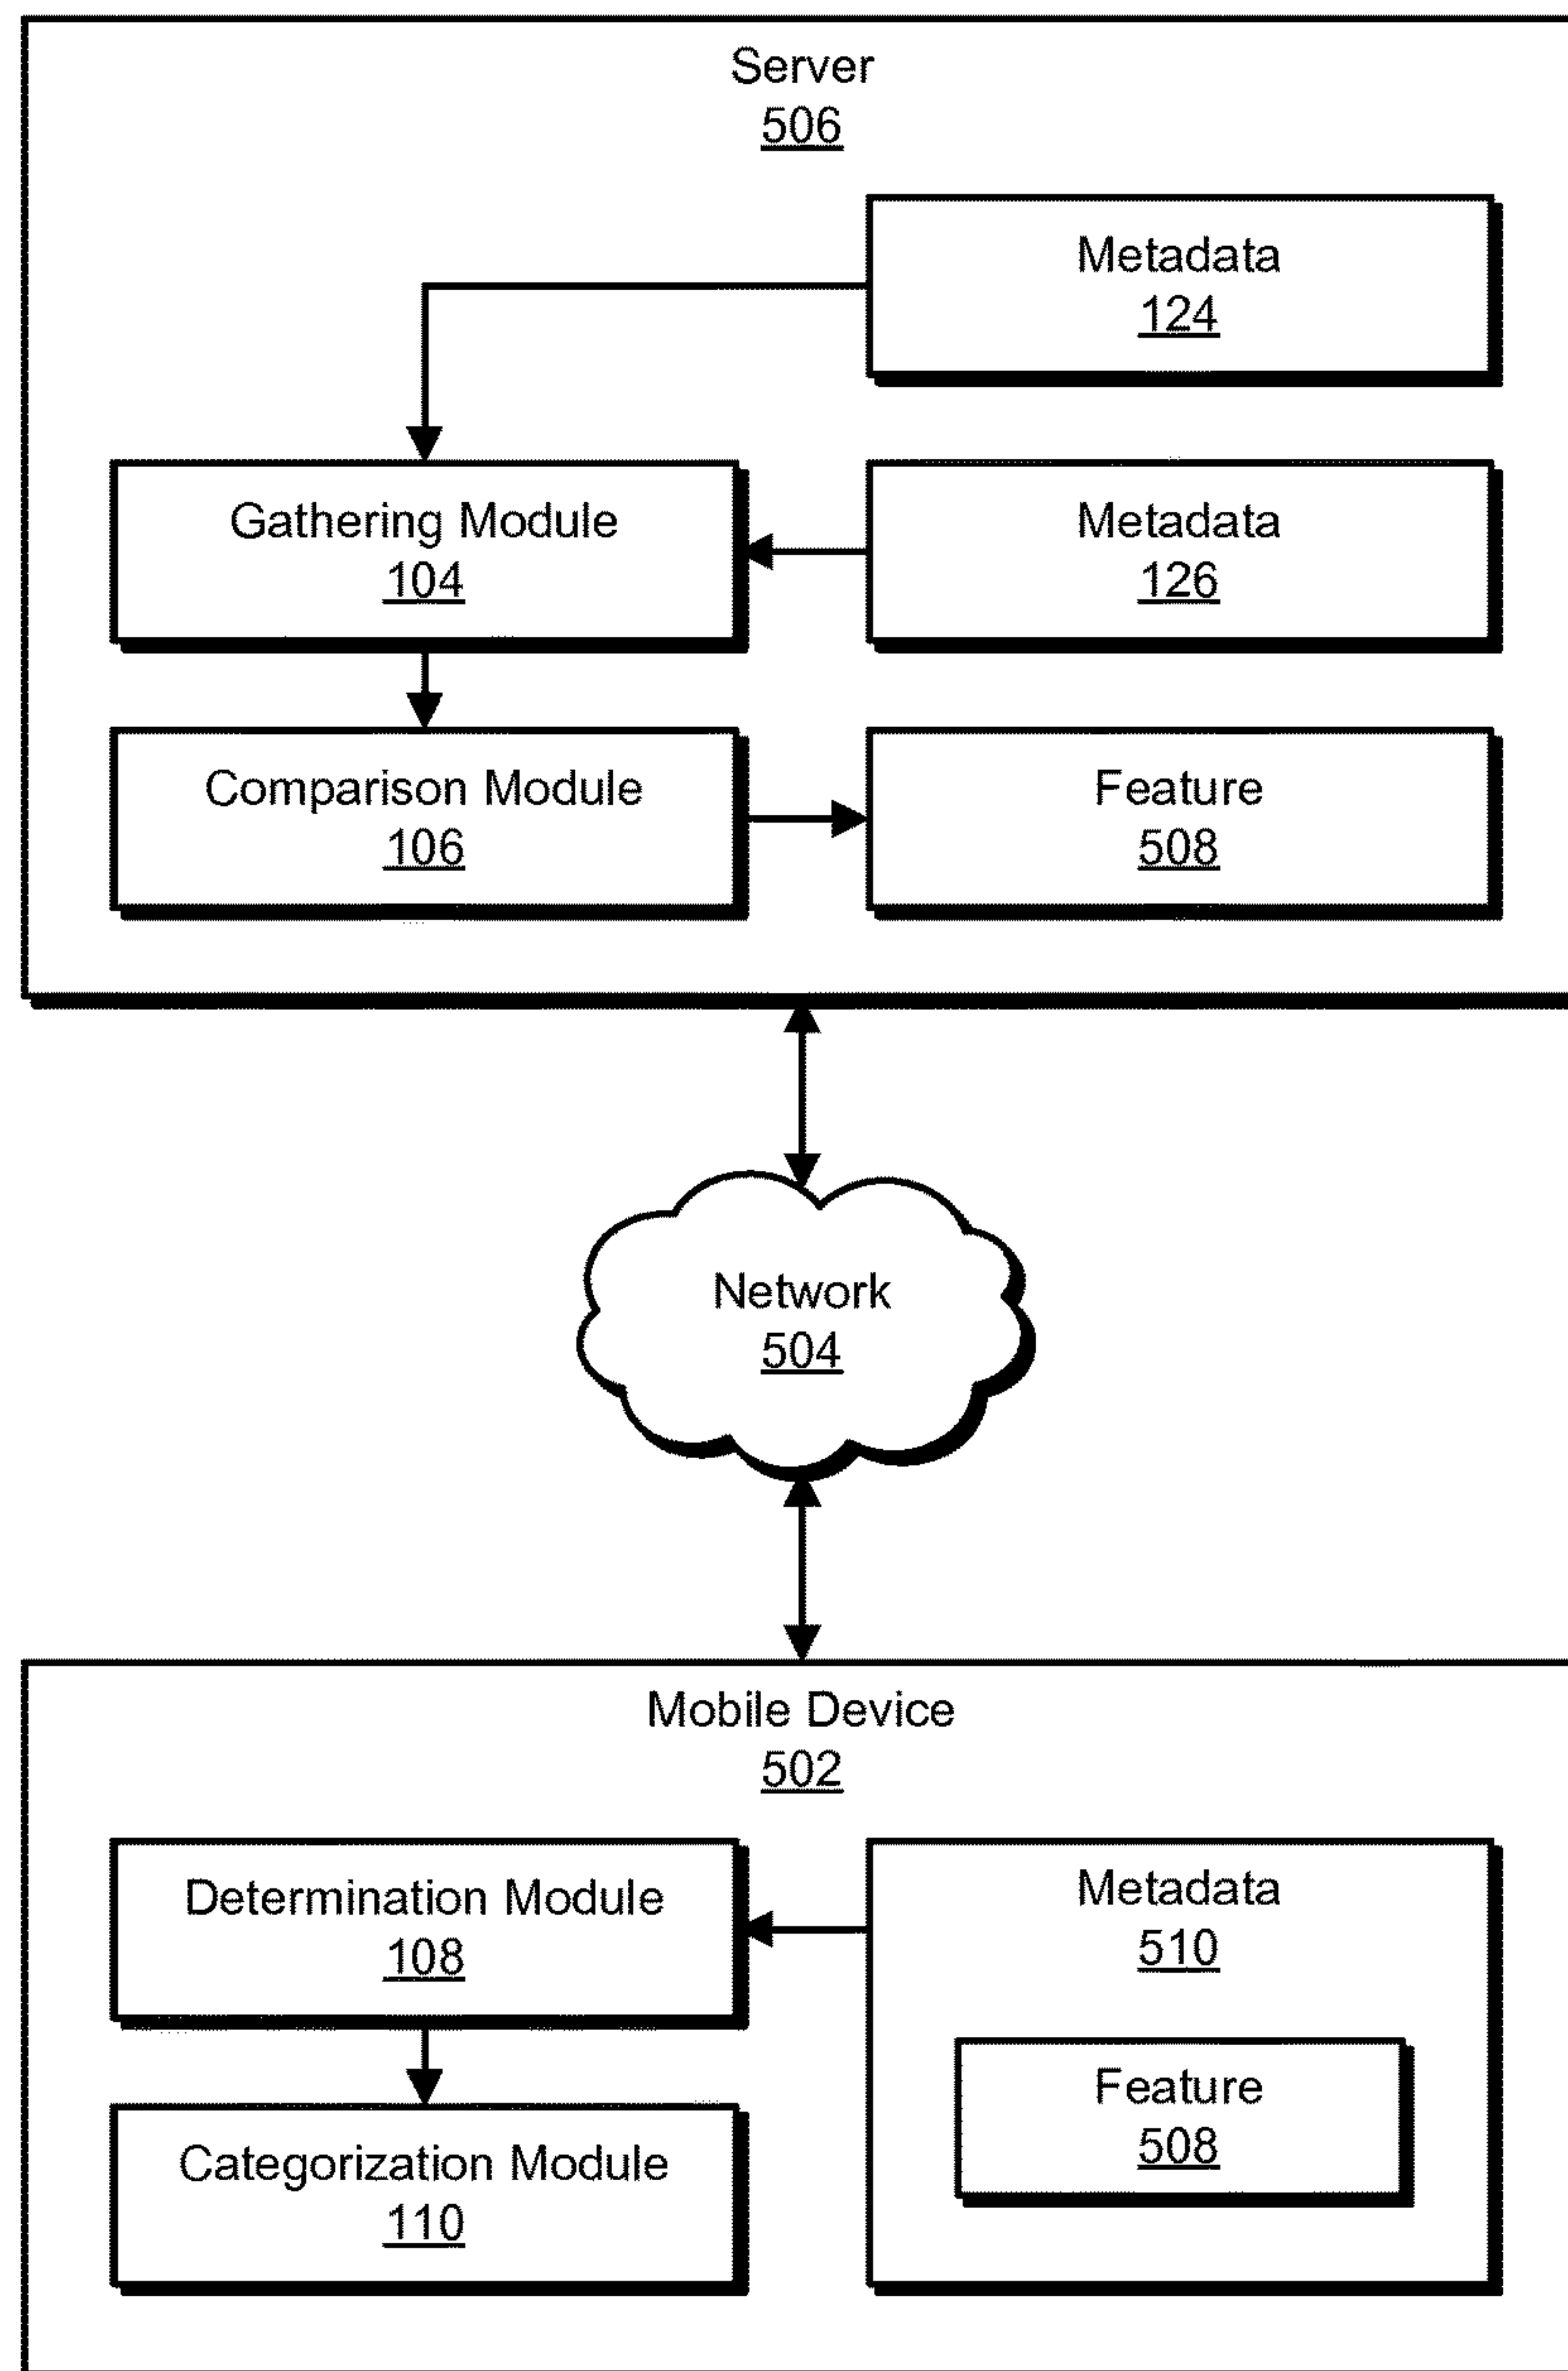 Server
506
Metadata
124
Gathering Module
104
Metadata
126
Comparison Module
106
Feature
508
Network
504
Mobile Device
502
Determination Module
108
Metadata
510
Feature
508
Categorization Module
110